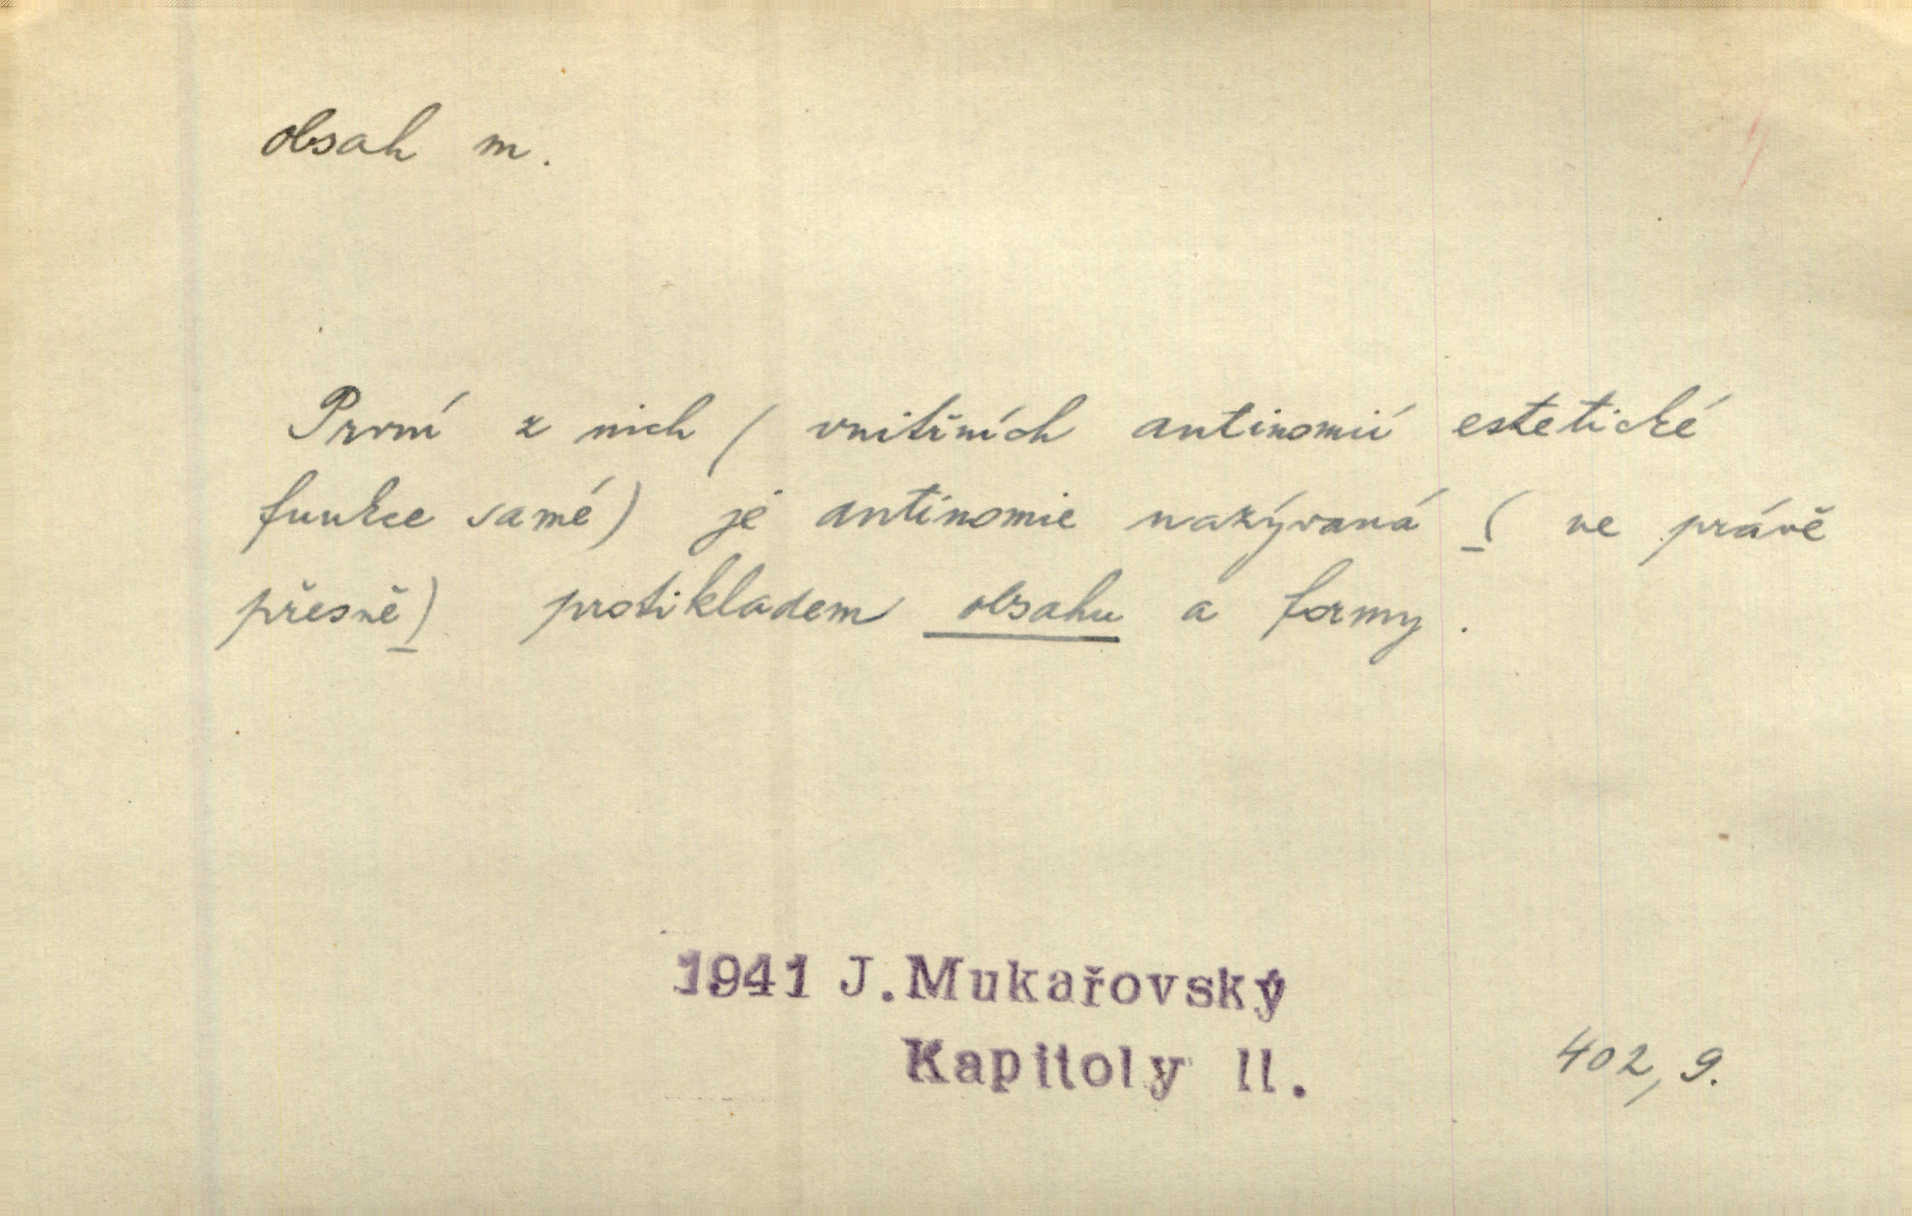 obsah m.
První z nich ( vnitřních antinomií estetické
funkce samé) je antinomie nazývaná ( ne právě
přesně) protikladem obsahu a formy.
1941 J. Mukařovský
Kapitoly II.
402, 9.